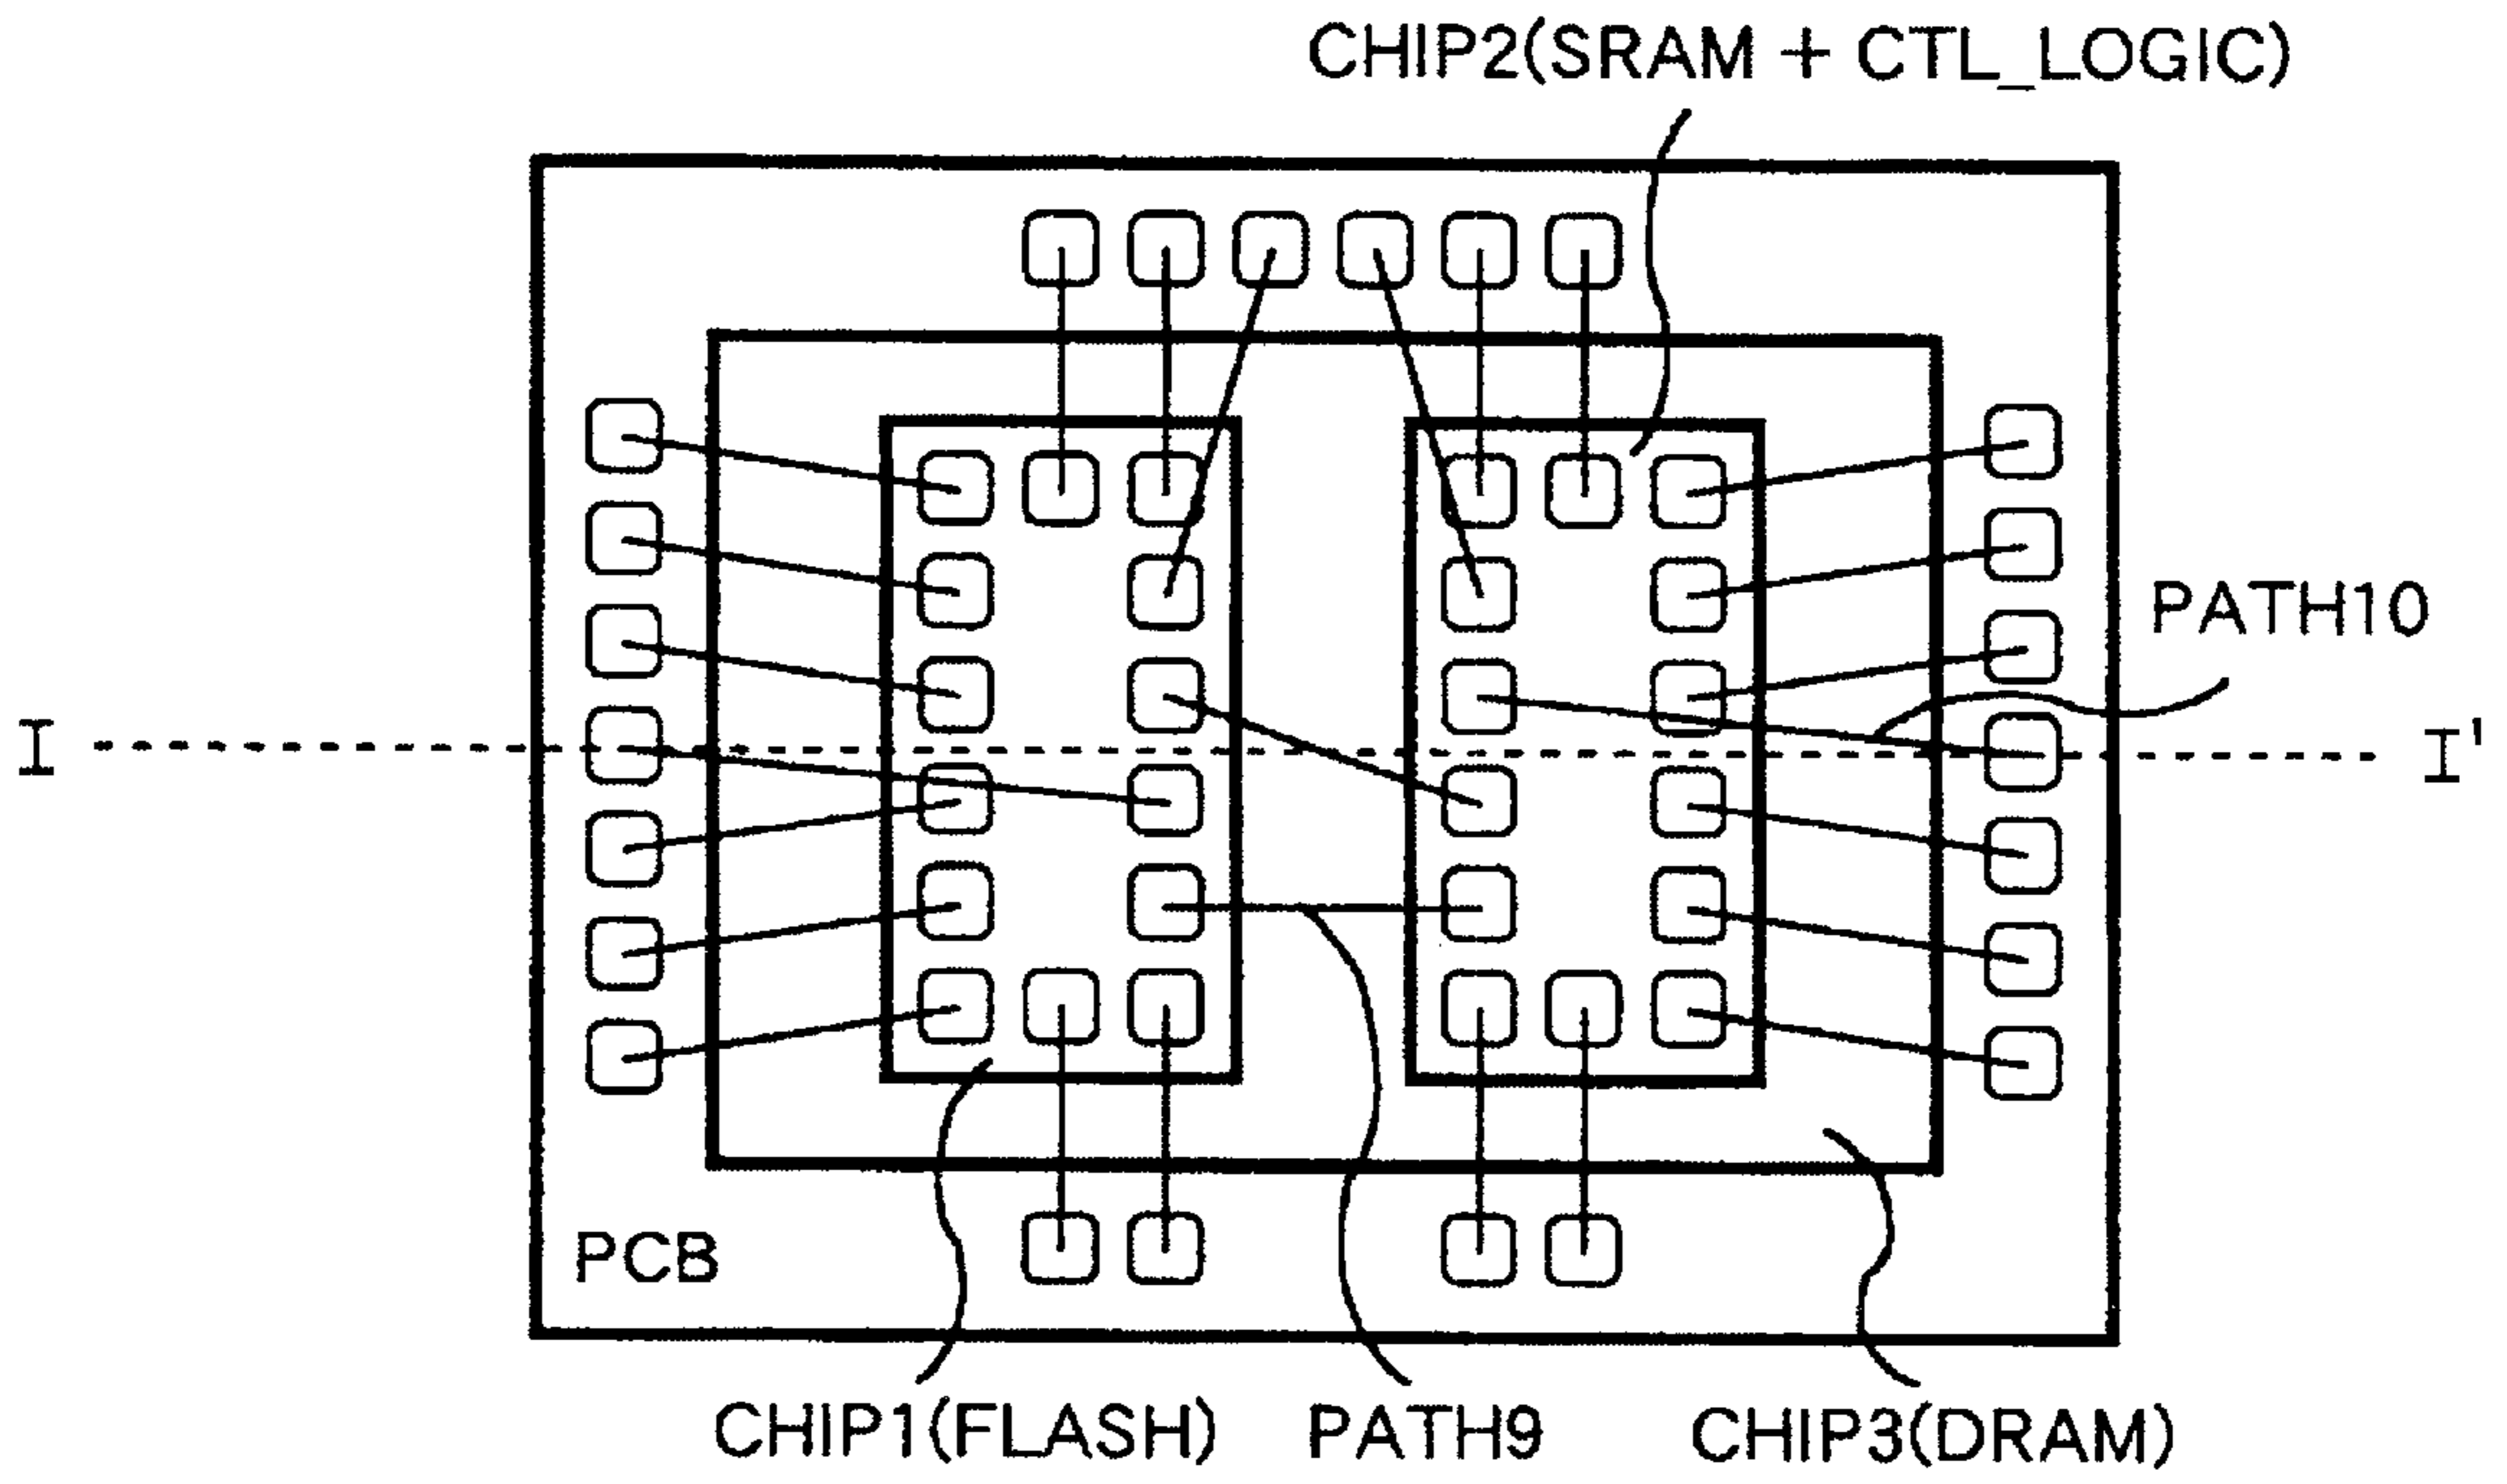 CHIP2(SRAM + CTL_LOGIC)
PATH10
I
I'
PCB
CHIP1(FLASH)
PATH9
CHIP3(DRAM)